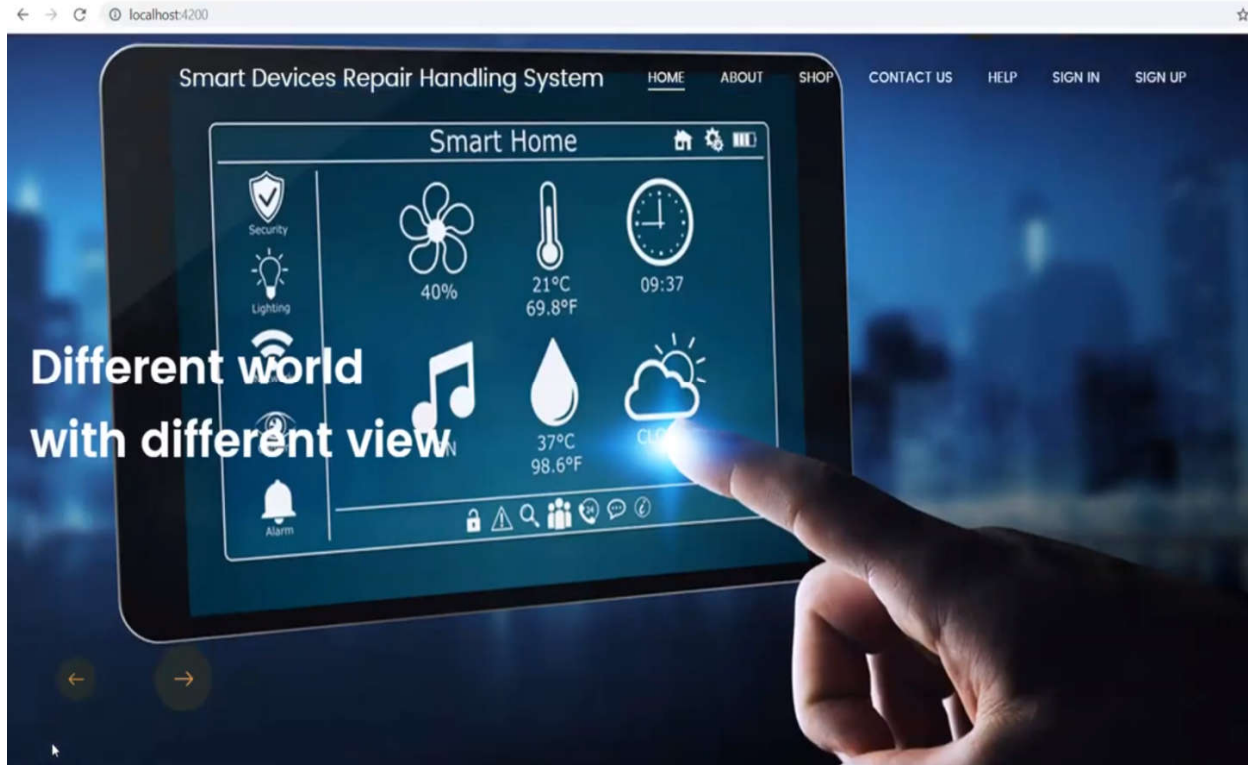 localhost:4200
Smart Devices Repair Handling System HOME ABOUT SHOP CONTACT US HELP SIGN IN SIGN UP
Smart Home
Security
Lighting
40%
21°C
69.8°F
09:37
Different world
with different view
37°C
98.6°F
Alarm
24